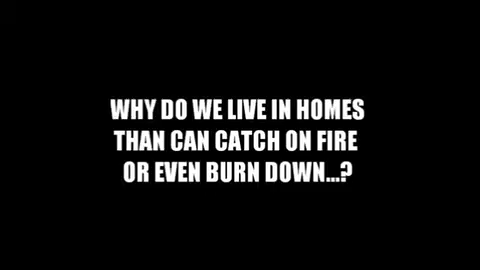 WHY DO WE LIVE IN HOMES
THAN CAN CATCH ON FIRE
OR EVEN BURN DOWN...?